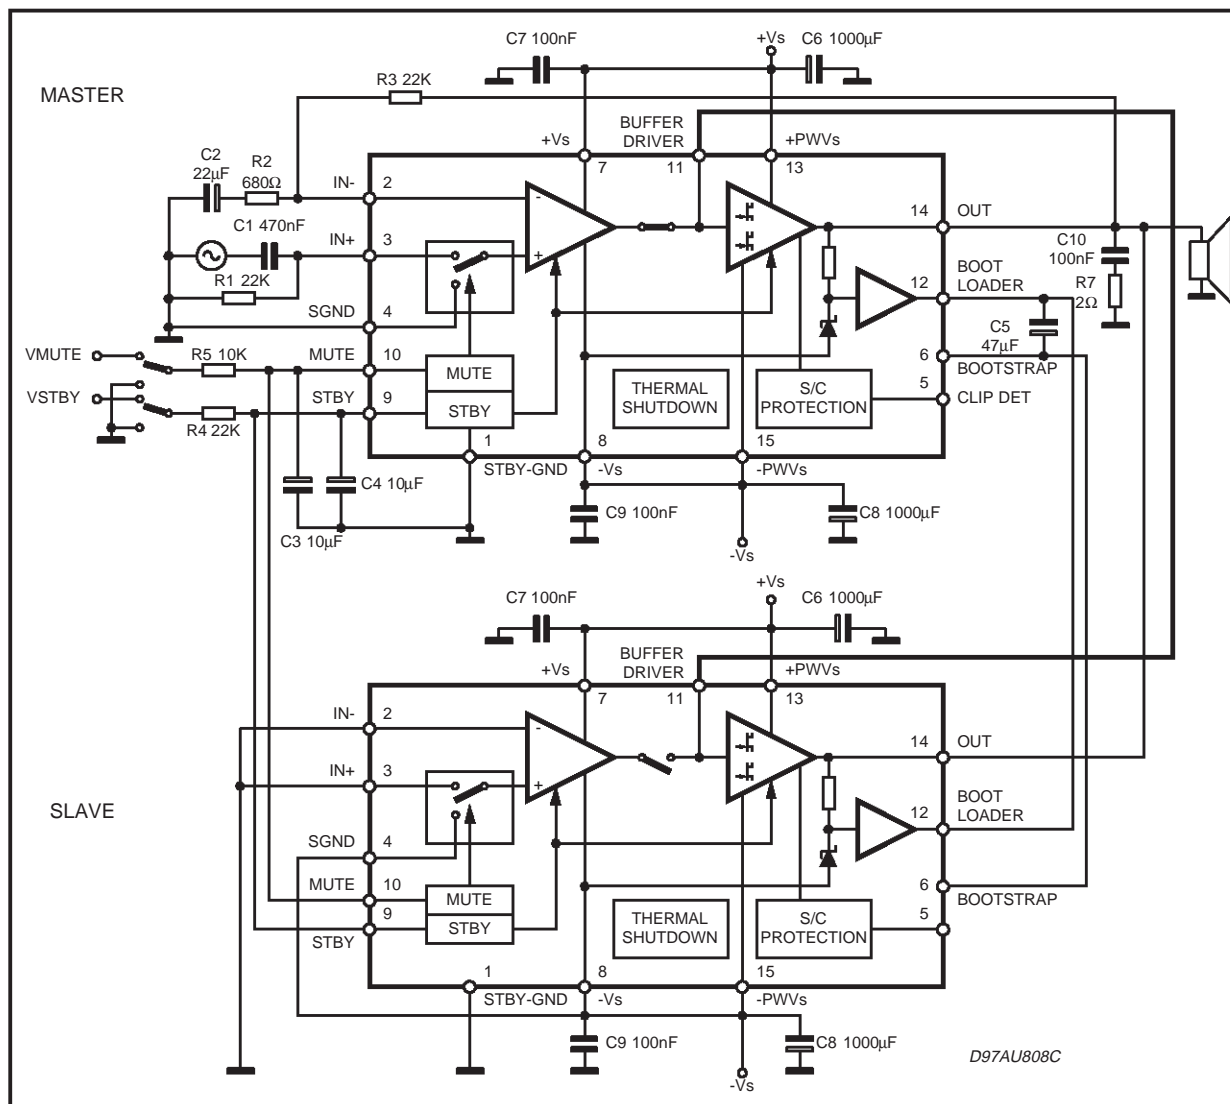 C7 100nF
+Vs
C6 1000µF
R3 22K
MASTER
BUFFER
DRIVER
+Vs
+PWVs
7
11
13
C2
22µF
R2
680Ω
IN-
2
-
14
OUT
C1 470nF
IN+
3
+
C10
100nF
R1 22K
BOOT
LOADER
12
R7
2Ω
SGND
4
C5
47µF
VMUTE
R5 10K
MUTE
10
MUTE
6
BOOTSTRAP
THERMAL
SHUTDOWN
S/C
PROTECTION
5
CLIP DET
VSTBY
STBY
9
STBY
R4 22K
1
8
15
STBY-GND
-Vs
-PWVs
C4 10µF
C9 100nF
C8 1000µF
C3 10µF
-Vs
+Vs
C7 100nF
C6 1000µF
BUFFER
DRIVER
+Vs
+PWVs
7
11
13
IN-
2
-
14
OUT
IN+
3
+
SLAVE
BOOT
LOADER
12
SGND
4
MUTE
10
MUTE
6
BOOTSTRAP
9
STBY
STBY
THERMAL
SHUTDOWN
S/C
PROTECTION
5
1
8
15
STBY-GND
-Vs
-PWVs
C9 100nF
C8 1000µF
D97AU808C
-Vs